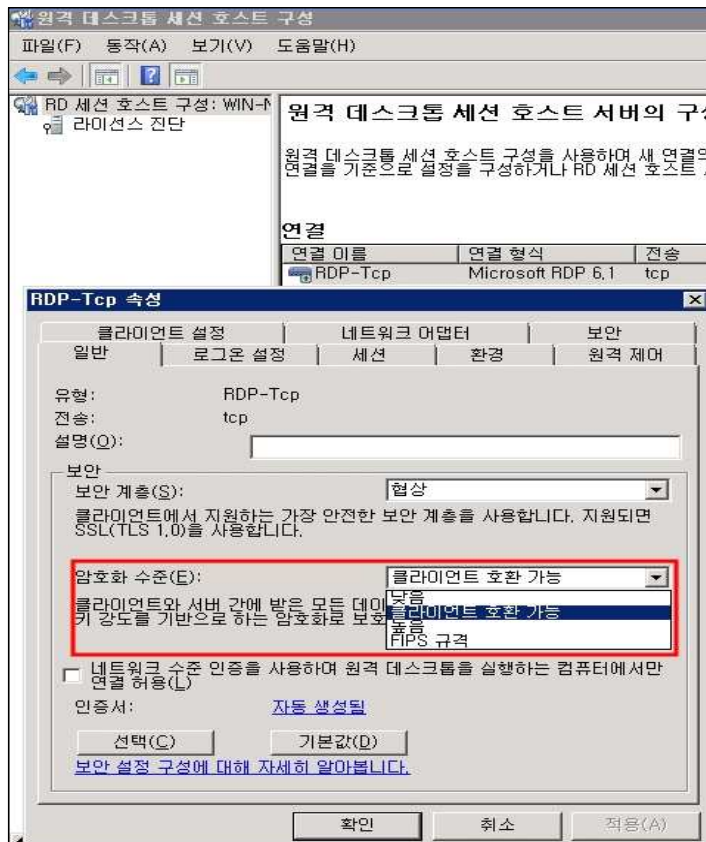 원격 데스크톱 세션 호스트 구성
파일(F) 동작(A) 보기(V) 도움말(H)
RD 세션 호스트 구성: WIN-N
라이선스 진단
원격 데스크톱 세션 호스트 서버의 구성
원격 데스크톱 세션 호스트 구성을 사용하여 새 연결의
연결을 기준으로 설정을 구성하거나 RD 세션 호스트
연결
연결 이름 연결 형식 전송
RDP-Tcp Microsoft RDP 6.1 tcp
RDP-Tcp 속성
클라이언트 설정 네트워크 어댑터 보안
일반 로그온 설정 세션 환경 원격 제어
유형: RDP-Tcp
전송: tcp
설명(O):
보안
보안 계층(S): 협상
클라이언트에서 지원하는 가장 안전한 보안 계층을 사용합니다. 지원되면
SSL(TLS 1.0)을 사용합니다.
암호화 수준(E): 클라이언트 호환 가능
낮음
클라이언트와 서버 간에 받은 모든 데이
클라이언트 호환 가능
키 강도를 기반으로 하는 암호화로 보호
높음
FIPS 규격
네트워크 수준 인증을 사용하여 원격 데스크톱을 실행하는 컴퓨터에서만
연결 허용(L)
인증서: 자동 생성됨
선택(C) 기본값(D)
보안 설정 구성에 대해 자세히 알아봅니다.
확인 취소 적용(A)